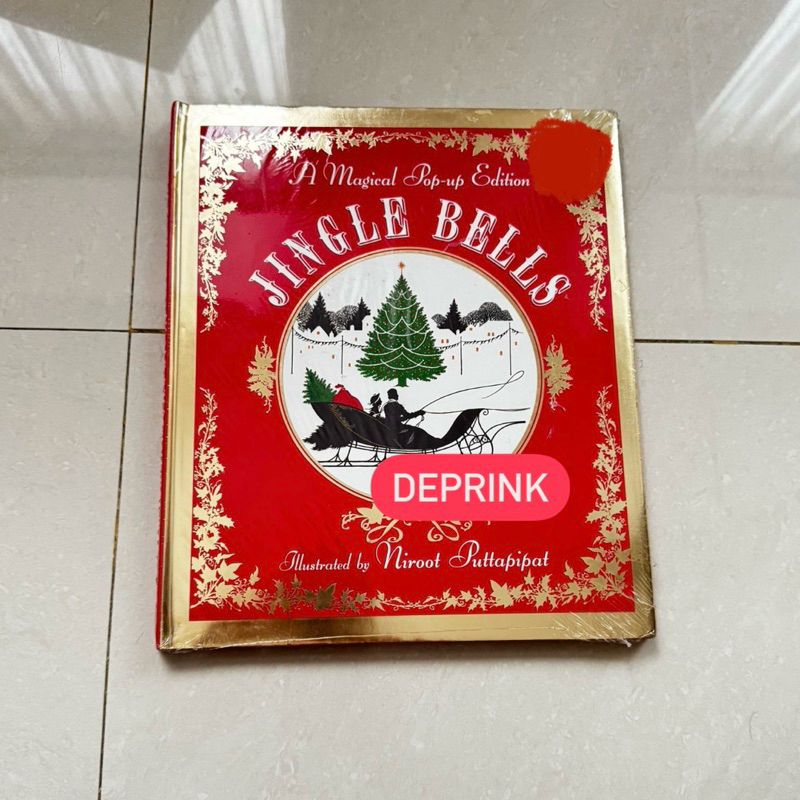 A Magical Pop-up Edition
JINGLE BELLS
DEPRINK
Illustrated by Niroot Puttapipat